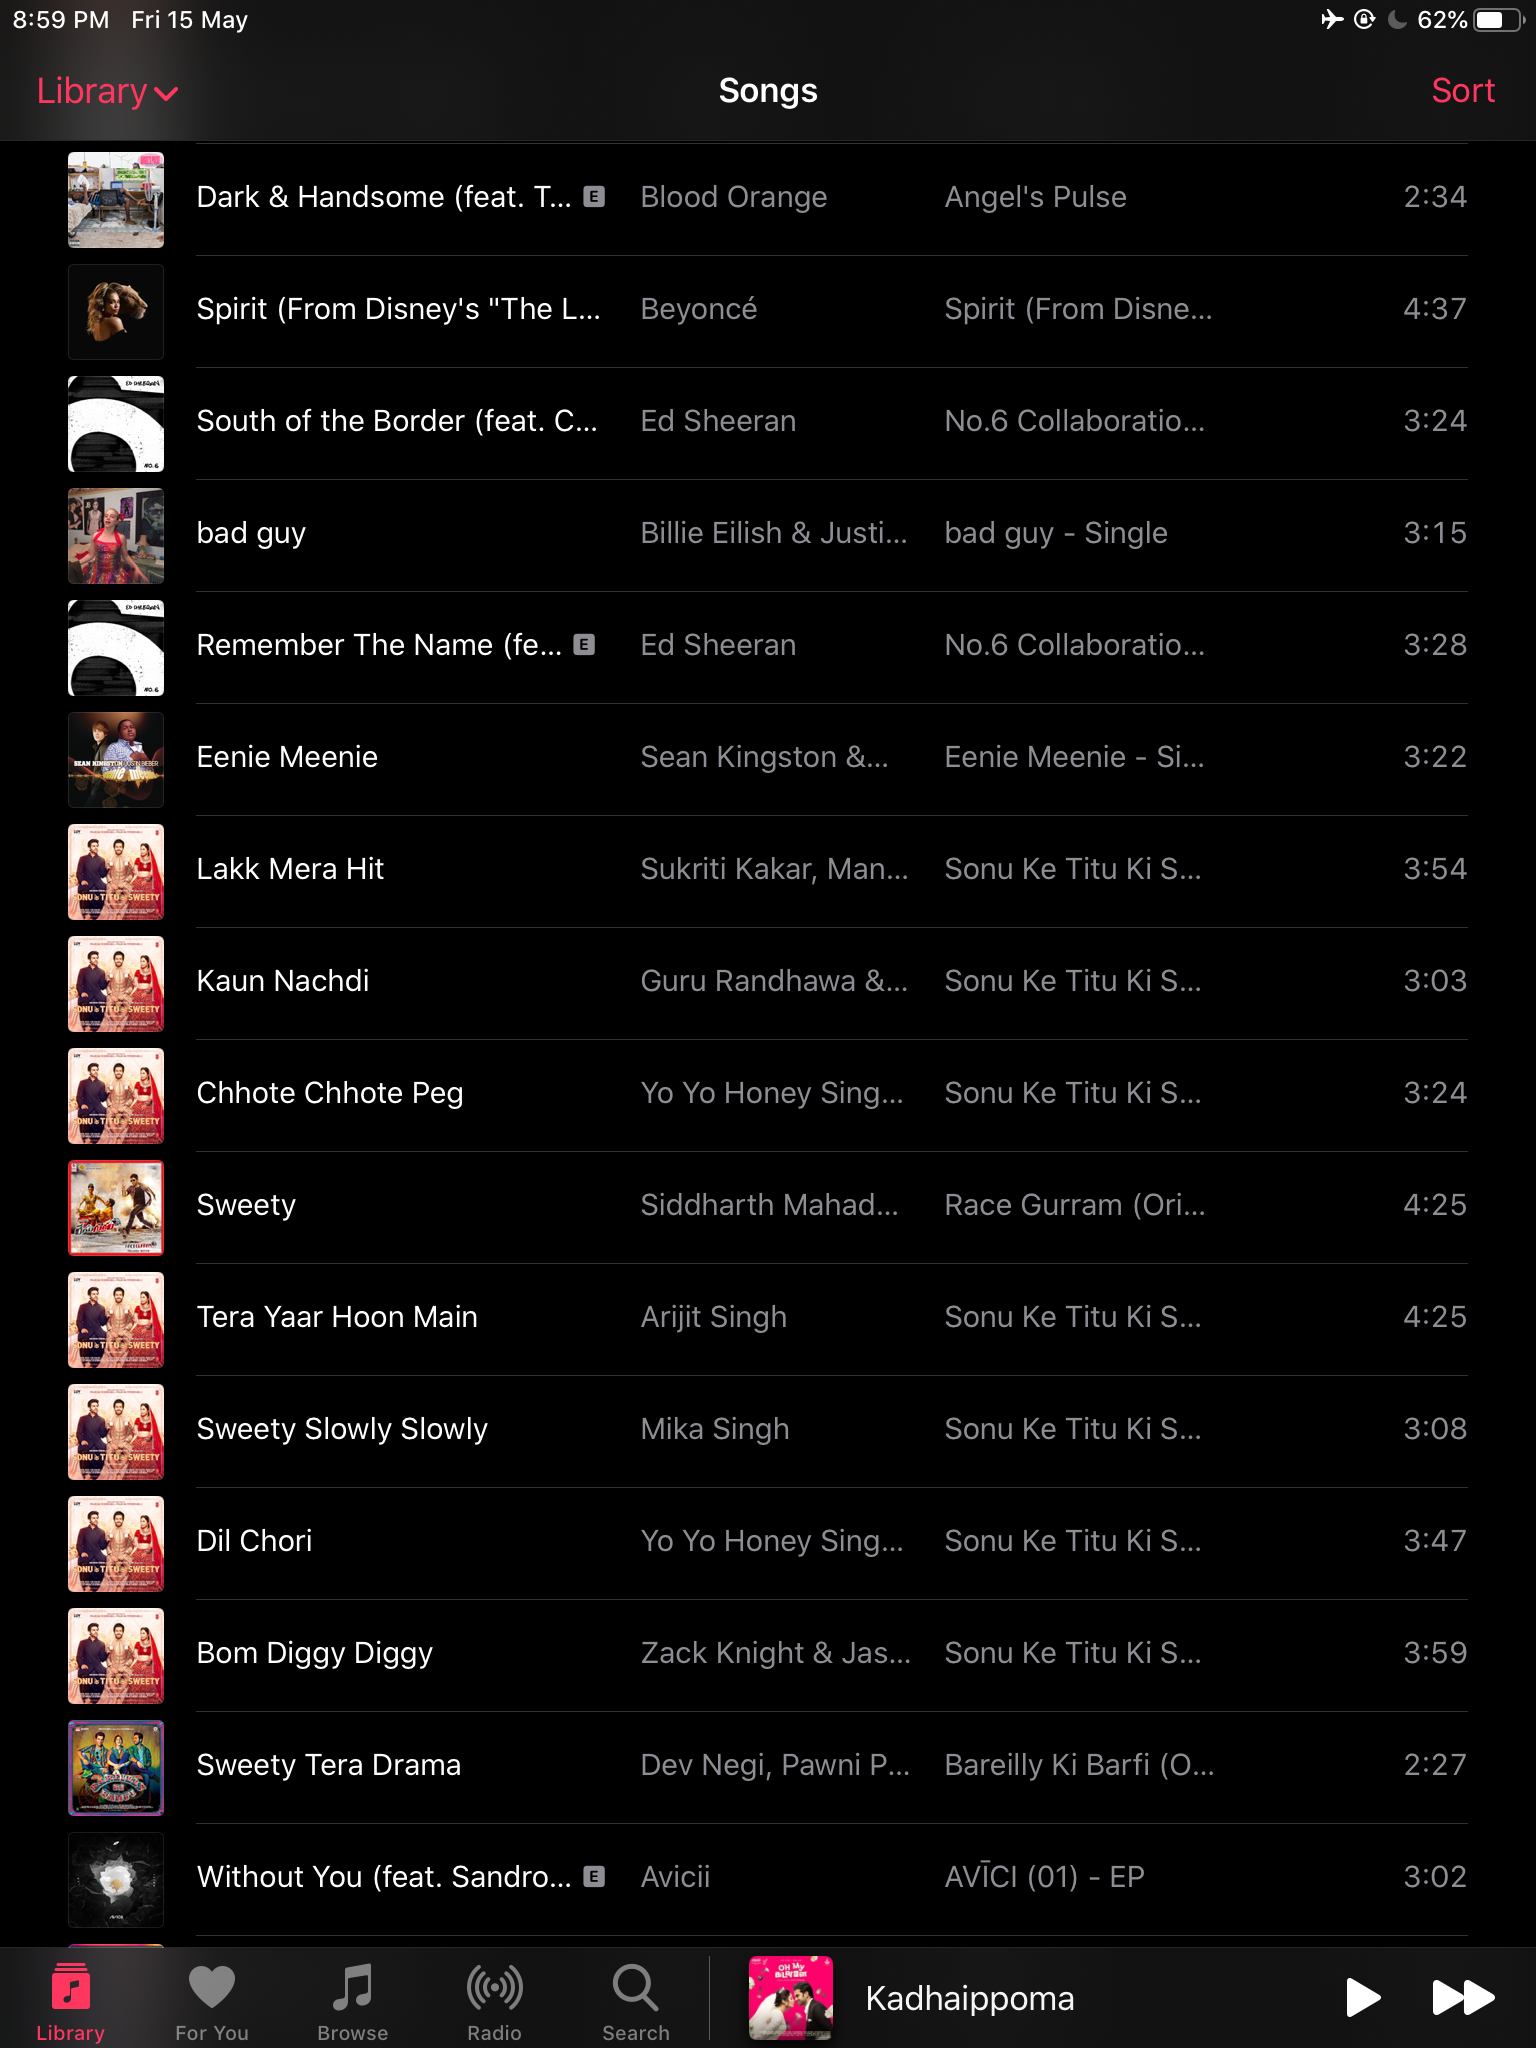 8:59 PM Fri 15 May 62%
Library Songs Sort
Dark & Handsome (feat. T... E Blood Orange Angel's Pulse 2:34
Spirit (From Disney's "The L... Beyoncé Spirit (From Disne... 4:37
South of the Border (feat. C... Ed Sheeran No.6 Collaboratio... 3:24
bad guy Billie Eilish & Justi... bad guy - Single 3:15
Remember The Name (fe... E Ed Sheeran No.6 Collaboratio... 3:28
Eenie Meenie Sean Kingston &... Eenie Meenie - Si... 3:22
Lakk Mera Hit Sukriti Kakar, Man... Sonu Ke Titu Ki S... 3:54
Kaun Nachdi Guru Randhawa &... Sonu Ke Titu Ki S... 3:03
Chhote Chhote Peg Yo Yo Honey Sing... Sonu Ke Titu Ki S... 3:24
Sweety Siddharth Mahad... Race Gurram (Ori... 4:25
Tera Yaar Hoon Main Arijit Singh Sonu Ke Titu Ki S... 4:25
Sweety Slowly Slowly Mika Singh Sonu Ke Titu Ki S... 3:08
Dil Chori Yo Yo Honey Sing... Sonu Ke Titu Ki S... 3:47
Bom Diggy Diggy Zack Knight & Jas... Sonu Ke Titu Ki S... 3:59
Sweety Tera Drama Dev Negi, Pawni P... Bareilly Ki Barfi (O... 2:27
Without You (feat. Sandro... E Avicii AVĪCI (01) - EP 3:02
Kadhaippoma
Library For You Browse Radio Search